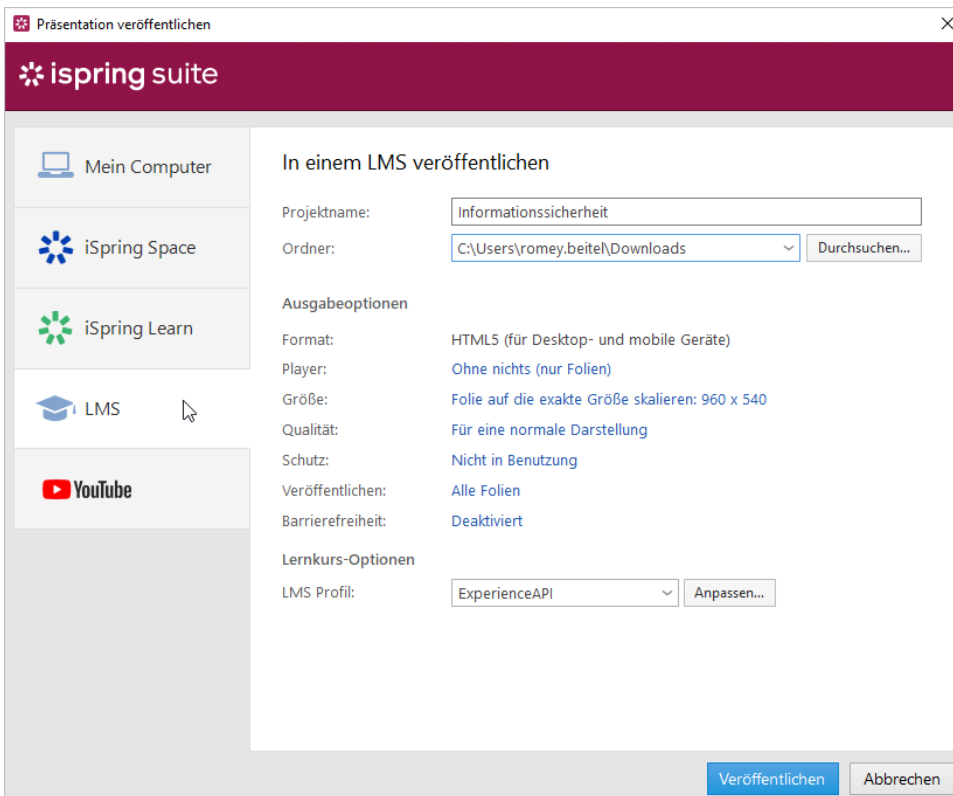 Präsentation veröffentlichen
ispring suite
Mein Computer
iSpring Space
iSpring Learn
LMS
YouTube
In einem LMS veröffentlichen
Projektname: Informationssicherheit
Ordner: C:\Users\romey.beitel\Downloads Durchsuchen...
Ausgabeoptionen
Format: HTML5 (für Desktop- und mobile Geräte)
Player: Ohne nichts (nur Folien)
Größe: Folie auf die exakte Größe skalieren: 960 x 540
Qualität: Für eine normale Darstellung
Schutz: Nicht in Benutzung
Veröffentlichen: Alle Folien
Barrierefreiheit: Deaktiviert
Lernkurs-Optionen
LMS Profil: ExperienceAPI Anpassen...
Veröffentlichen Abbrechen